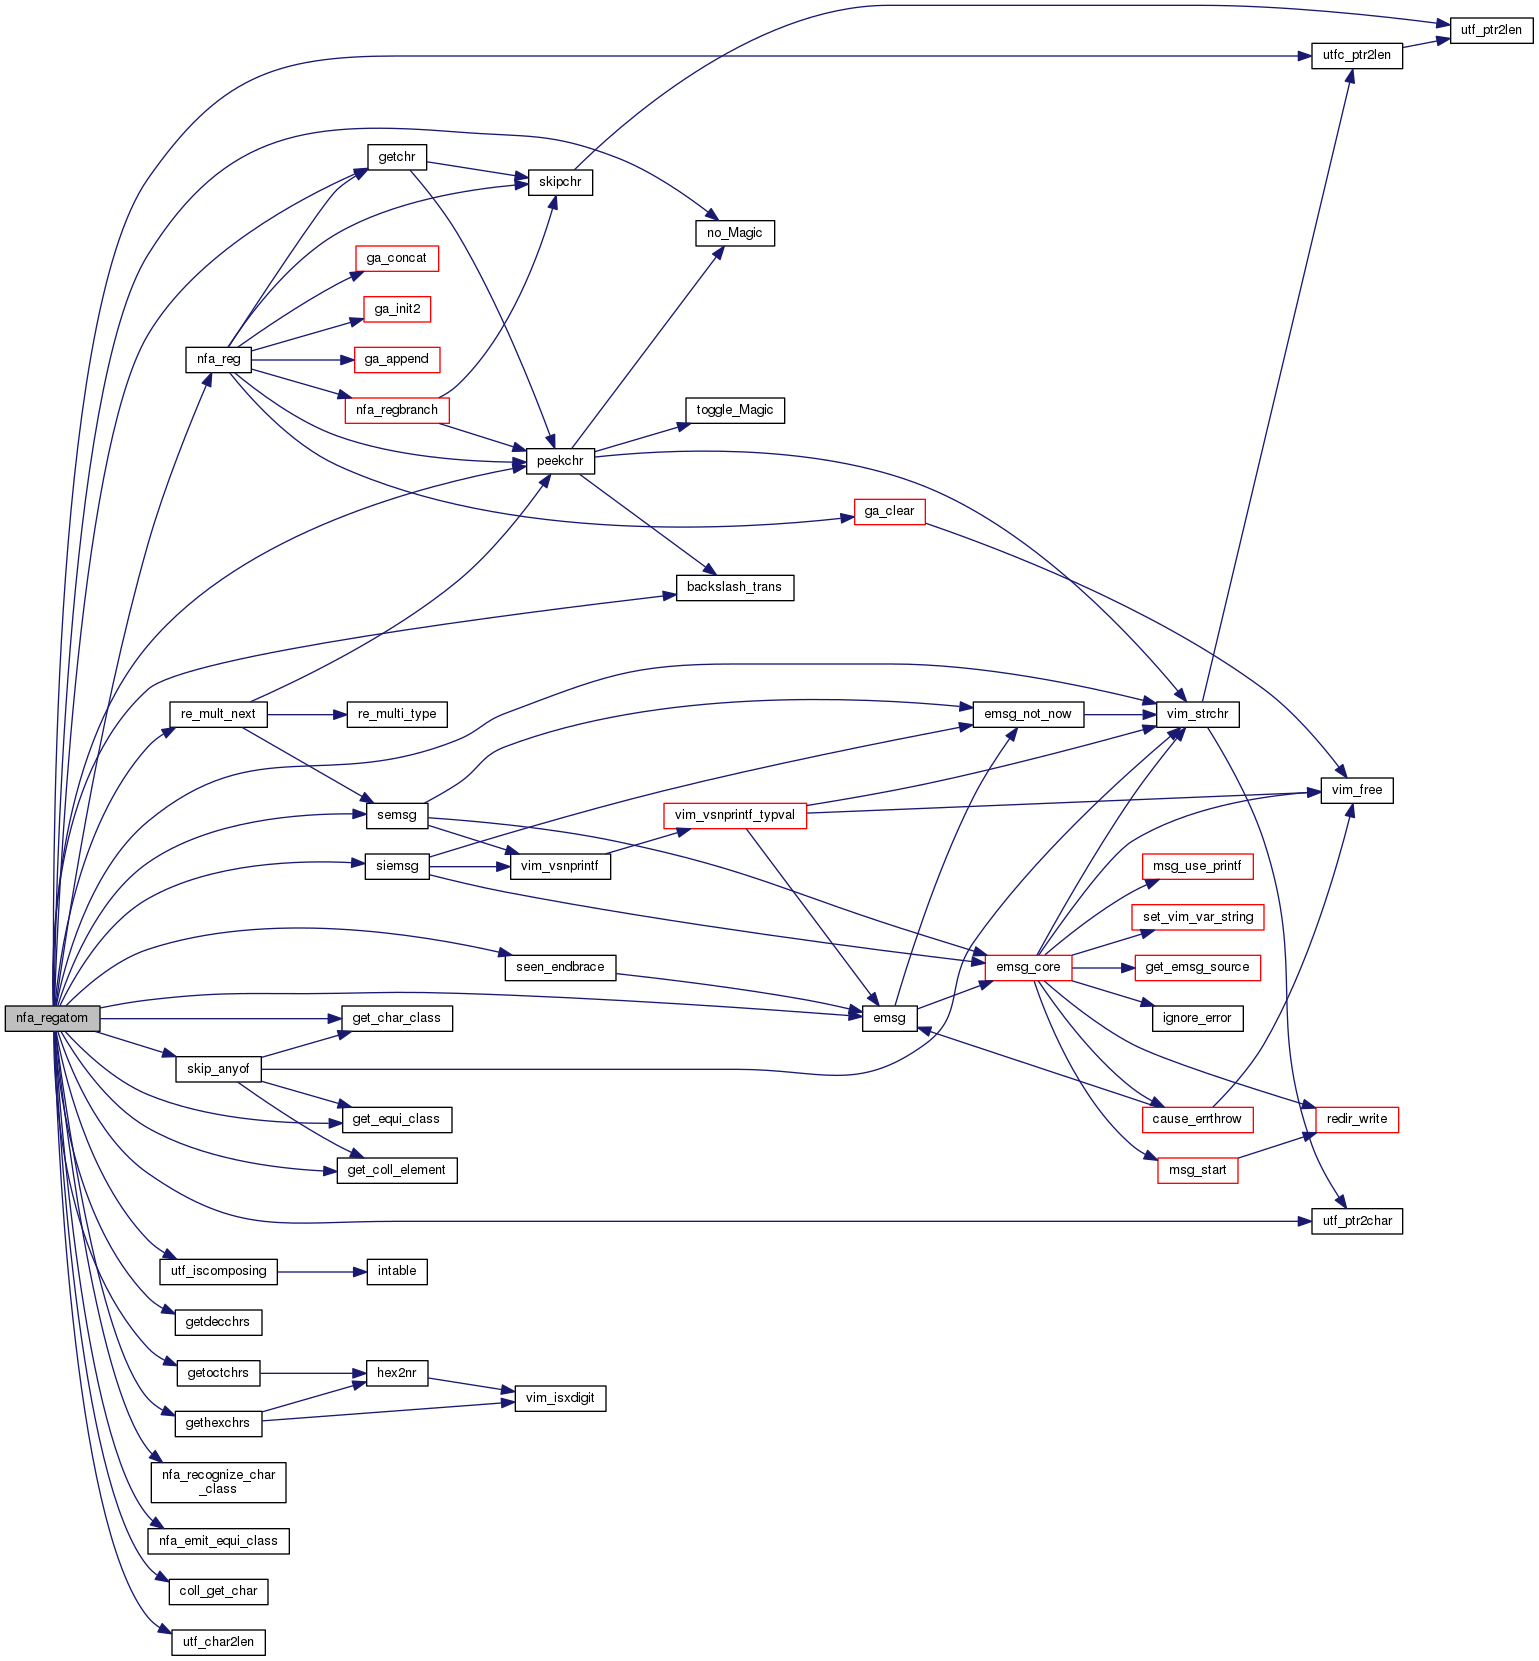 utf_ptr2len
utfc_ptr2len
getchr
skipchr
no_Magic
ga_concat
ga_init2
nfa_reg
ga_append
nfa_regbranch
toggle_Magic
peekchr
ga_clear
backslash_trans
re_mult_next
re_multi_type
emsg_not_now
vim_strchr
vim_free
semsg
vim_vsnprintf_typval
siemsg
vim_vsnprintf
msg_use_printf
set_vim_var_string
seen_endbrace
emsg_core
get_emsg_source
nfa_regatom
get_char_class
emsg
ignore_error
skip_anyof
get_equi_class
cause_errthrow
redir_write
get_coll_element
msg_start
utf_ptr2char
utf_iscomposing
intable
getdecchrs
getoctchrs
hex2nr
vim_isxdigit
gethexchrs
nfa_recognize_char
_class
nfa_emit_equi_class
coll_get_char
utf_char2len